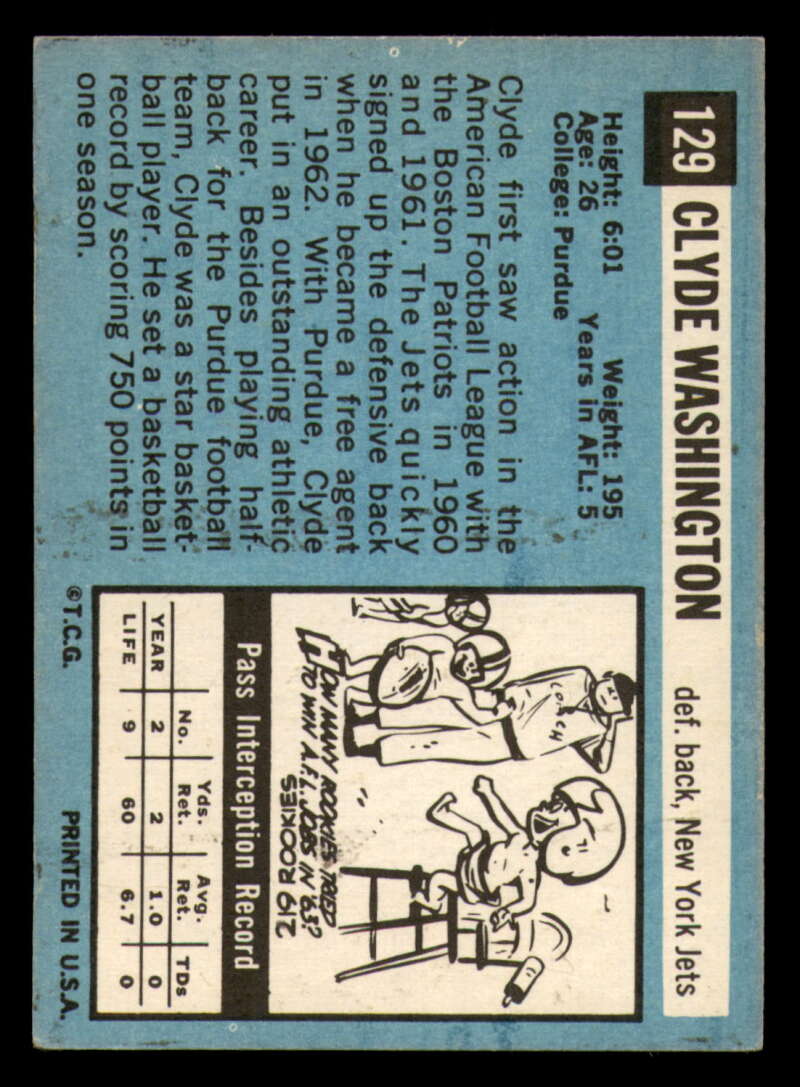 129 CLYDE WASHINGTON def. back, New York Jets
Height: 6:01 Weight: 195
Age: 26 Years in AFL: 5
College: Purdue
Clyde first saw action in the
American Football League with
the Boston Patriots in 1960
and 1961. The Jets quickly
signed up the defensive back
when he became a free agent
in 1962. With Purdue, Clyde
put in an outstanding athletic
career. Besides playing half-
back for the Purdue football
team, Clyde was a star basket-
ball player. He set a basketball
record by scoring 750 points in
one season.
COACH
HOW MANY ROOKIES TRIED
TO WIN A.F.L. JOBS IN '63?
219 ROOKIES
Pass Interception Record
No. Yds. Ret. Avg. Ret. TDs
YEAR 2 2 1.0 0
LIFE 9 60 6.7 0
©T.C.G. PRINTED IN U.S.A.